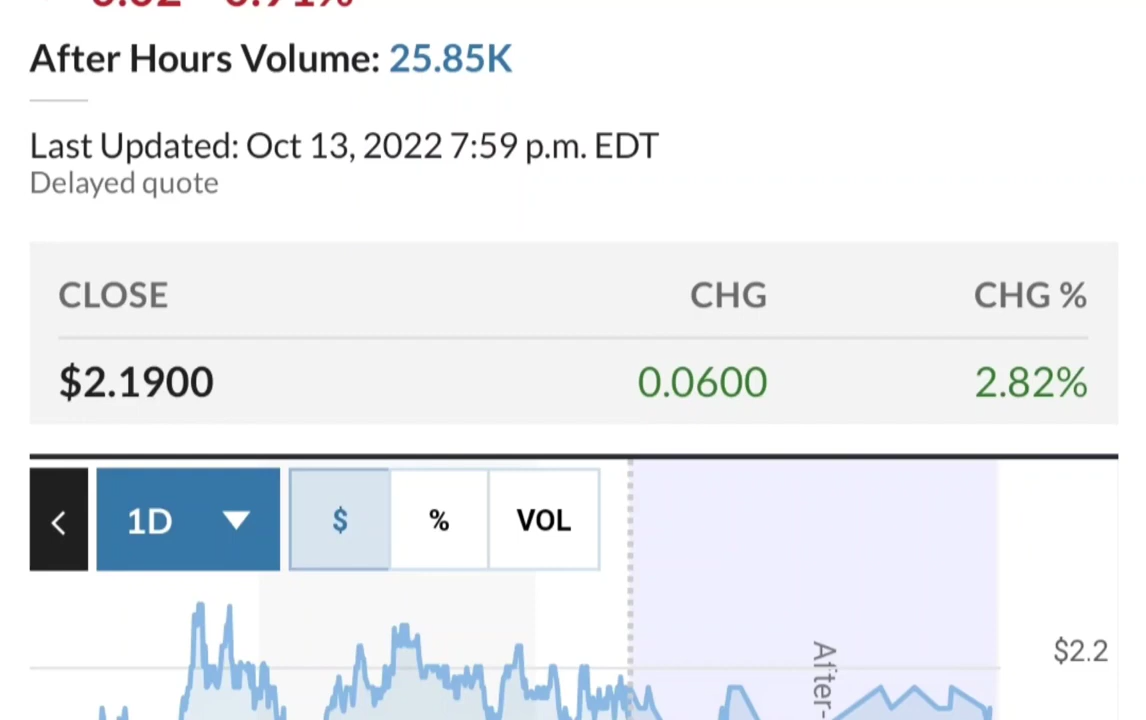 After Hours Volume: 25.85K
Last Updated: Oct 13, 2022 7:59 p.m. EDT
Delayed quote
CLOSE CHG CHG %
$2.1900 0.0600 2.82%
1D $ % VOL
$2.2
After-